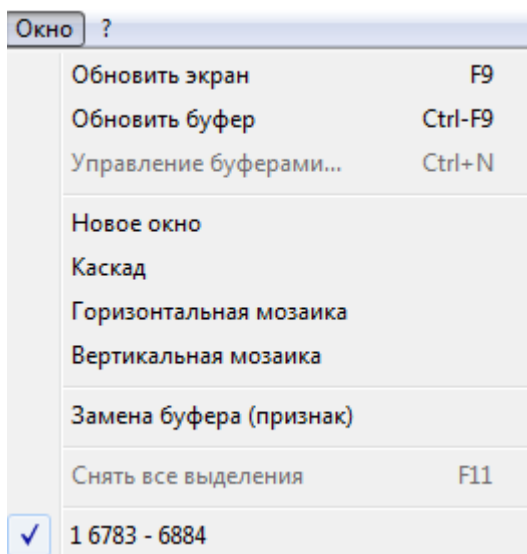 Окно ?
Обновить экран F9
Обновить буфер Ctrl-F9
Управление буферами... Ctrl+N
Новое окно
Каскад
Горизонтальная мозаика
Вертикальная мозаика
Замена буфера (признак)
Снять все выделения F11
1 6783 - 6884